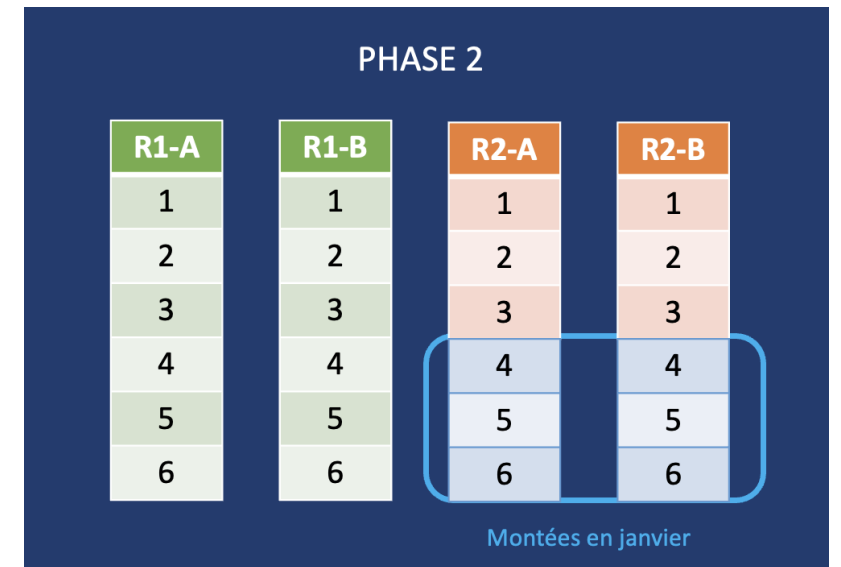 PHASE 2
R1-A R1-B R2-A R2-B
1 1 1 1
2 2 2 2
3 3 3 3
4 4 4 4
5 5 5 5
6 6 6 6
Montées en janvier